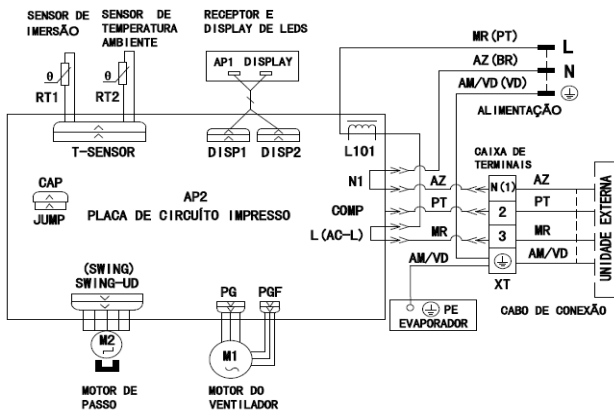 SENSOR DE
IMERSÃO
SENSOR DE
TEMPERATURA
AMBIENTE
RECEPTOR E
DISPLAY DE LEDS
θ
RT1
θ
RT2
AP1 DISPLAY
MR(PT)
L
AZ(BR)
N
AM/VD(VD)
ALIMENTAÇÃO
T-SENSOR
DISP1
DISP2
L101
CAIXA DE
TERMINAIS
CAP
JUMP
AP2
PLACA DE CIRCUÍTO IMPRESSO
N1
AZ
N(1)
AZ
COMP
PT
2
PT
L(AC-L)
MR
3
MR
AM/VD
AM/VD
XT
UNIDADE EXTERNA
CABO DE CONEXÃO
(SWING)
SWING-UD
PG
PGF
PE
EVAPORADOR
M2
M1
MOTOR DE
PASSO
MOTOR DO
VENTILADOR